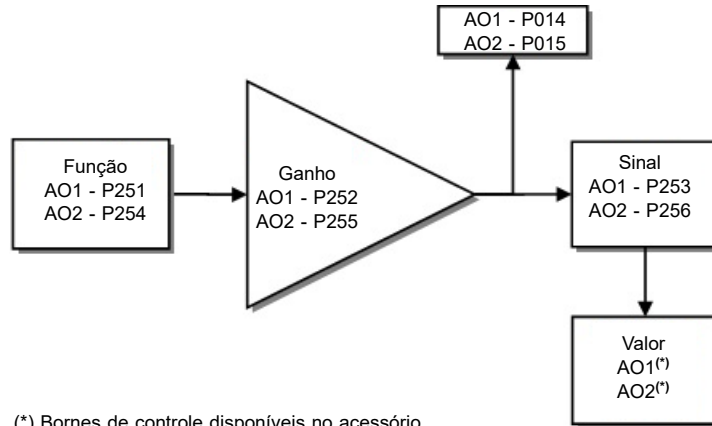 AO1 - P014
AO2 - P015
Função
AO1 - P251
AO2 - P254
Ganho
AO1 - P252
AO2 - P255
Sinal
AO1 - P253
AO2 - P256
Valor
AO1(*)
AO2(*)
(*) Bornes de controle disponíveis no acessório